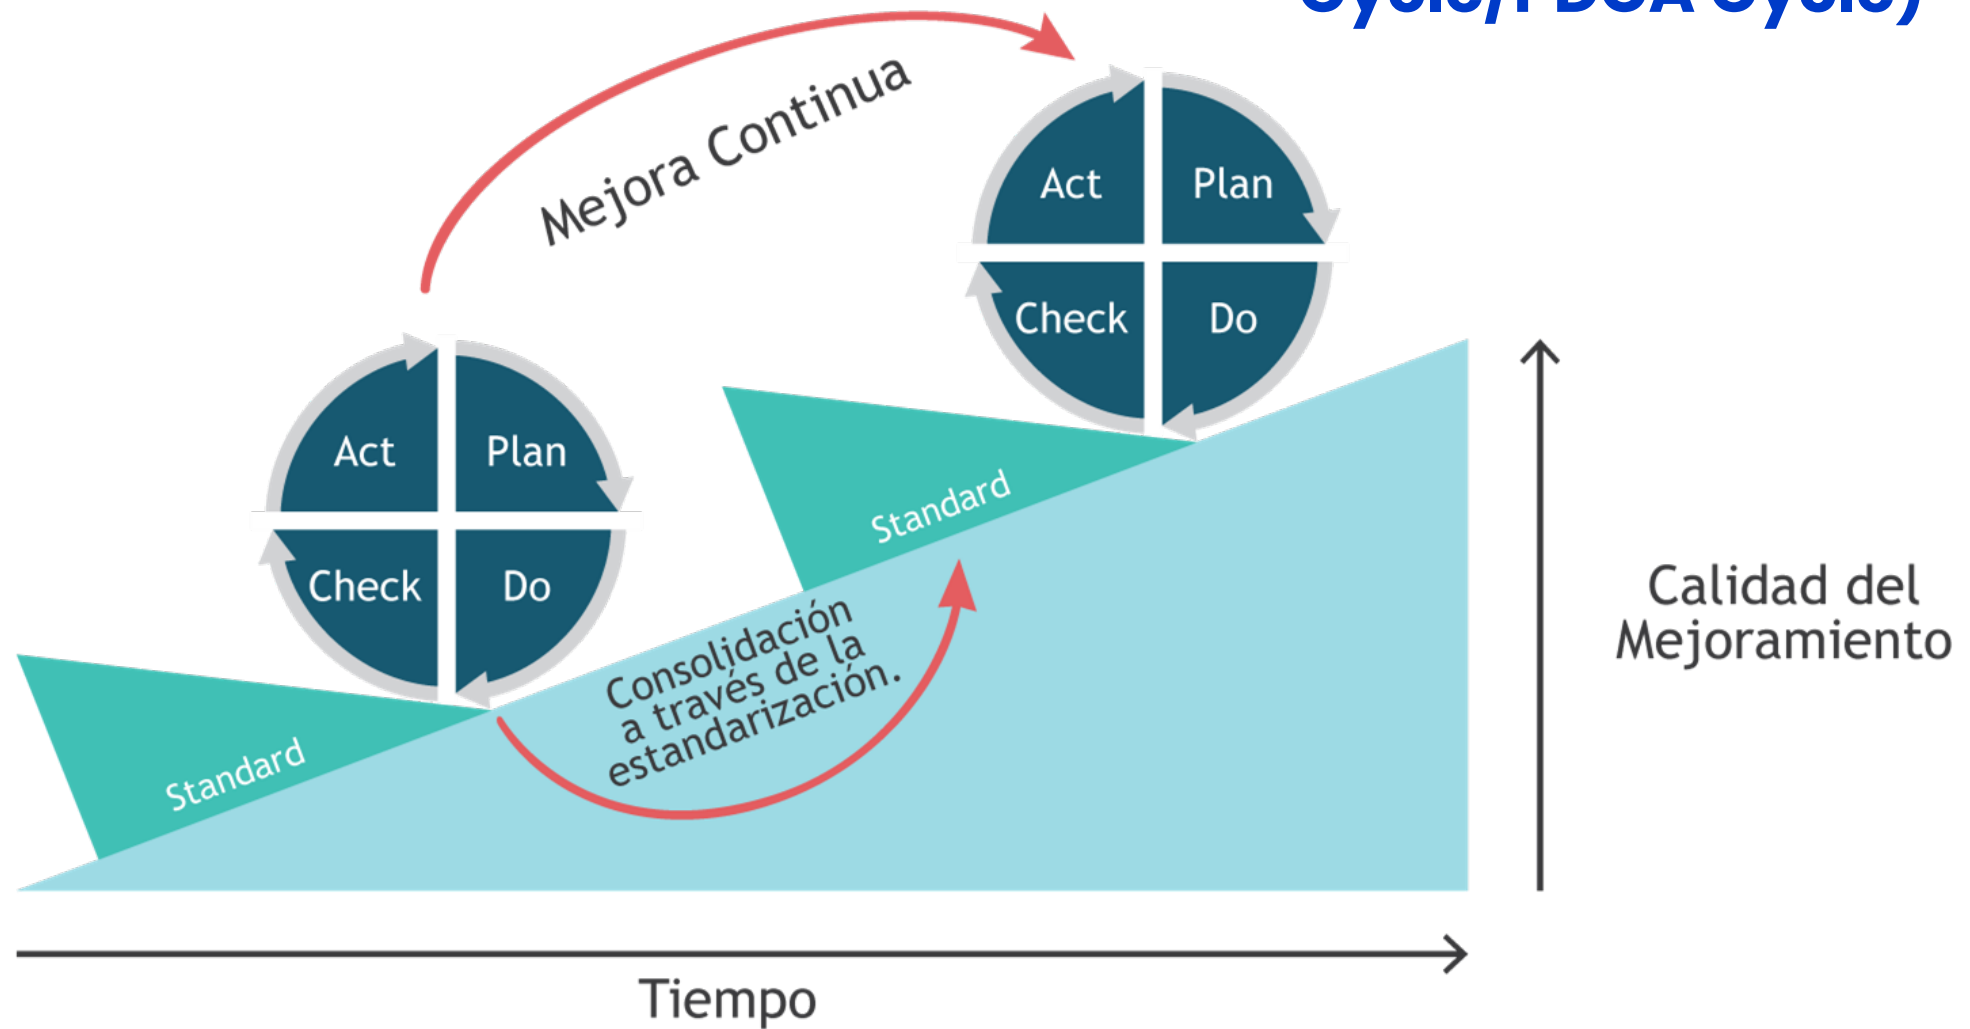 Mejora Continua
Act
Plan
Check
Do
Act
Plan
Check
Do
Standard
Standard
Consolidación
a través de la
estandarización.
Calidad del
Mejoramiento
Tiempo